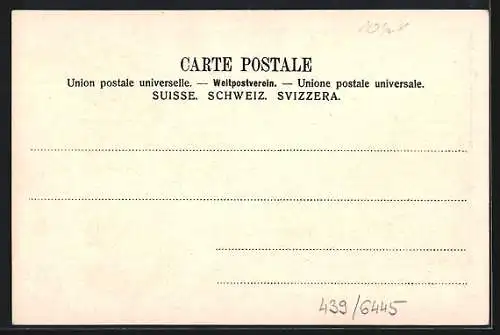 CARTE POSTALE
Union postale universelle. — Weltpostverein. — Unione postale universale.
SUISSE. SCHWEIZ. SVIZZERA.
439/6445